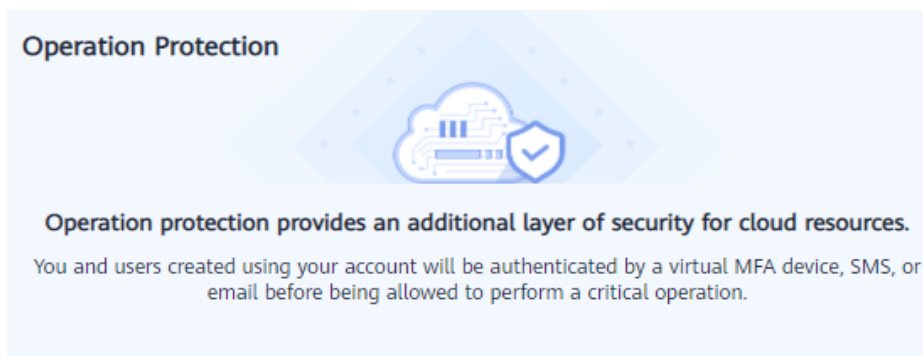 Operation Protection
Operation protection provides an additional layer of security for cloud resources.
You and users created using your account will be authenticated by a virtual MFA device, SMS, or
email before being allowed to perform a critical operation.